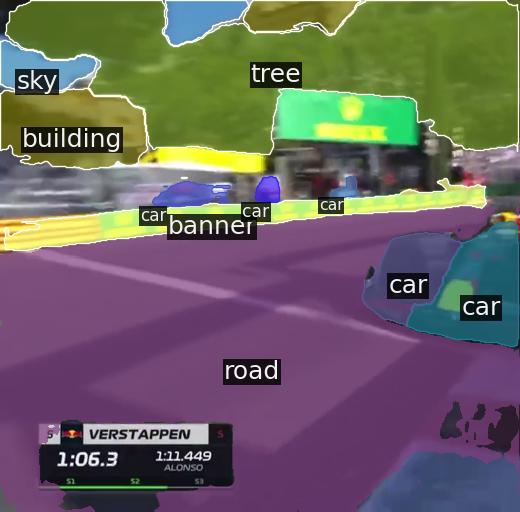 sky
tree
building
car
car
car
banner
car
car
road
VERSTAPPEN
1:06.3
1:11.449
ALONSO
S1 S2 S3